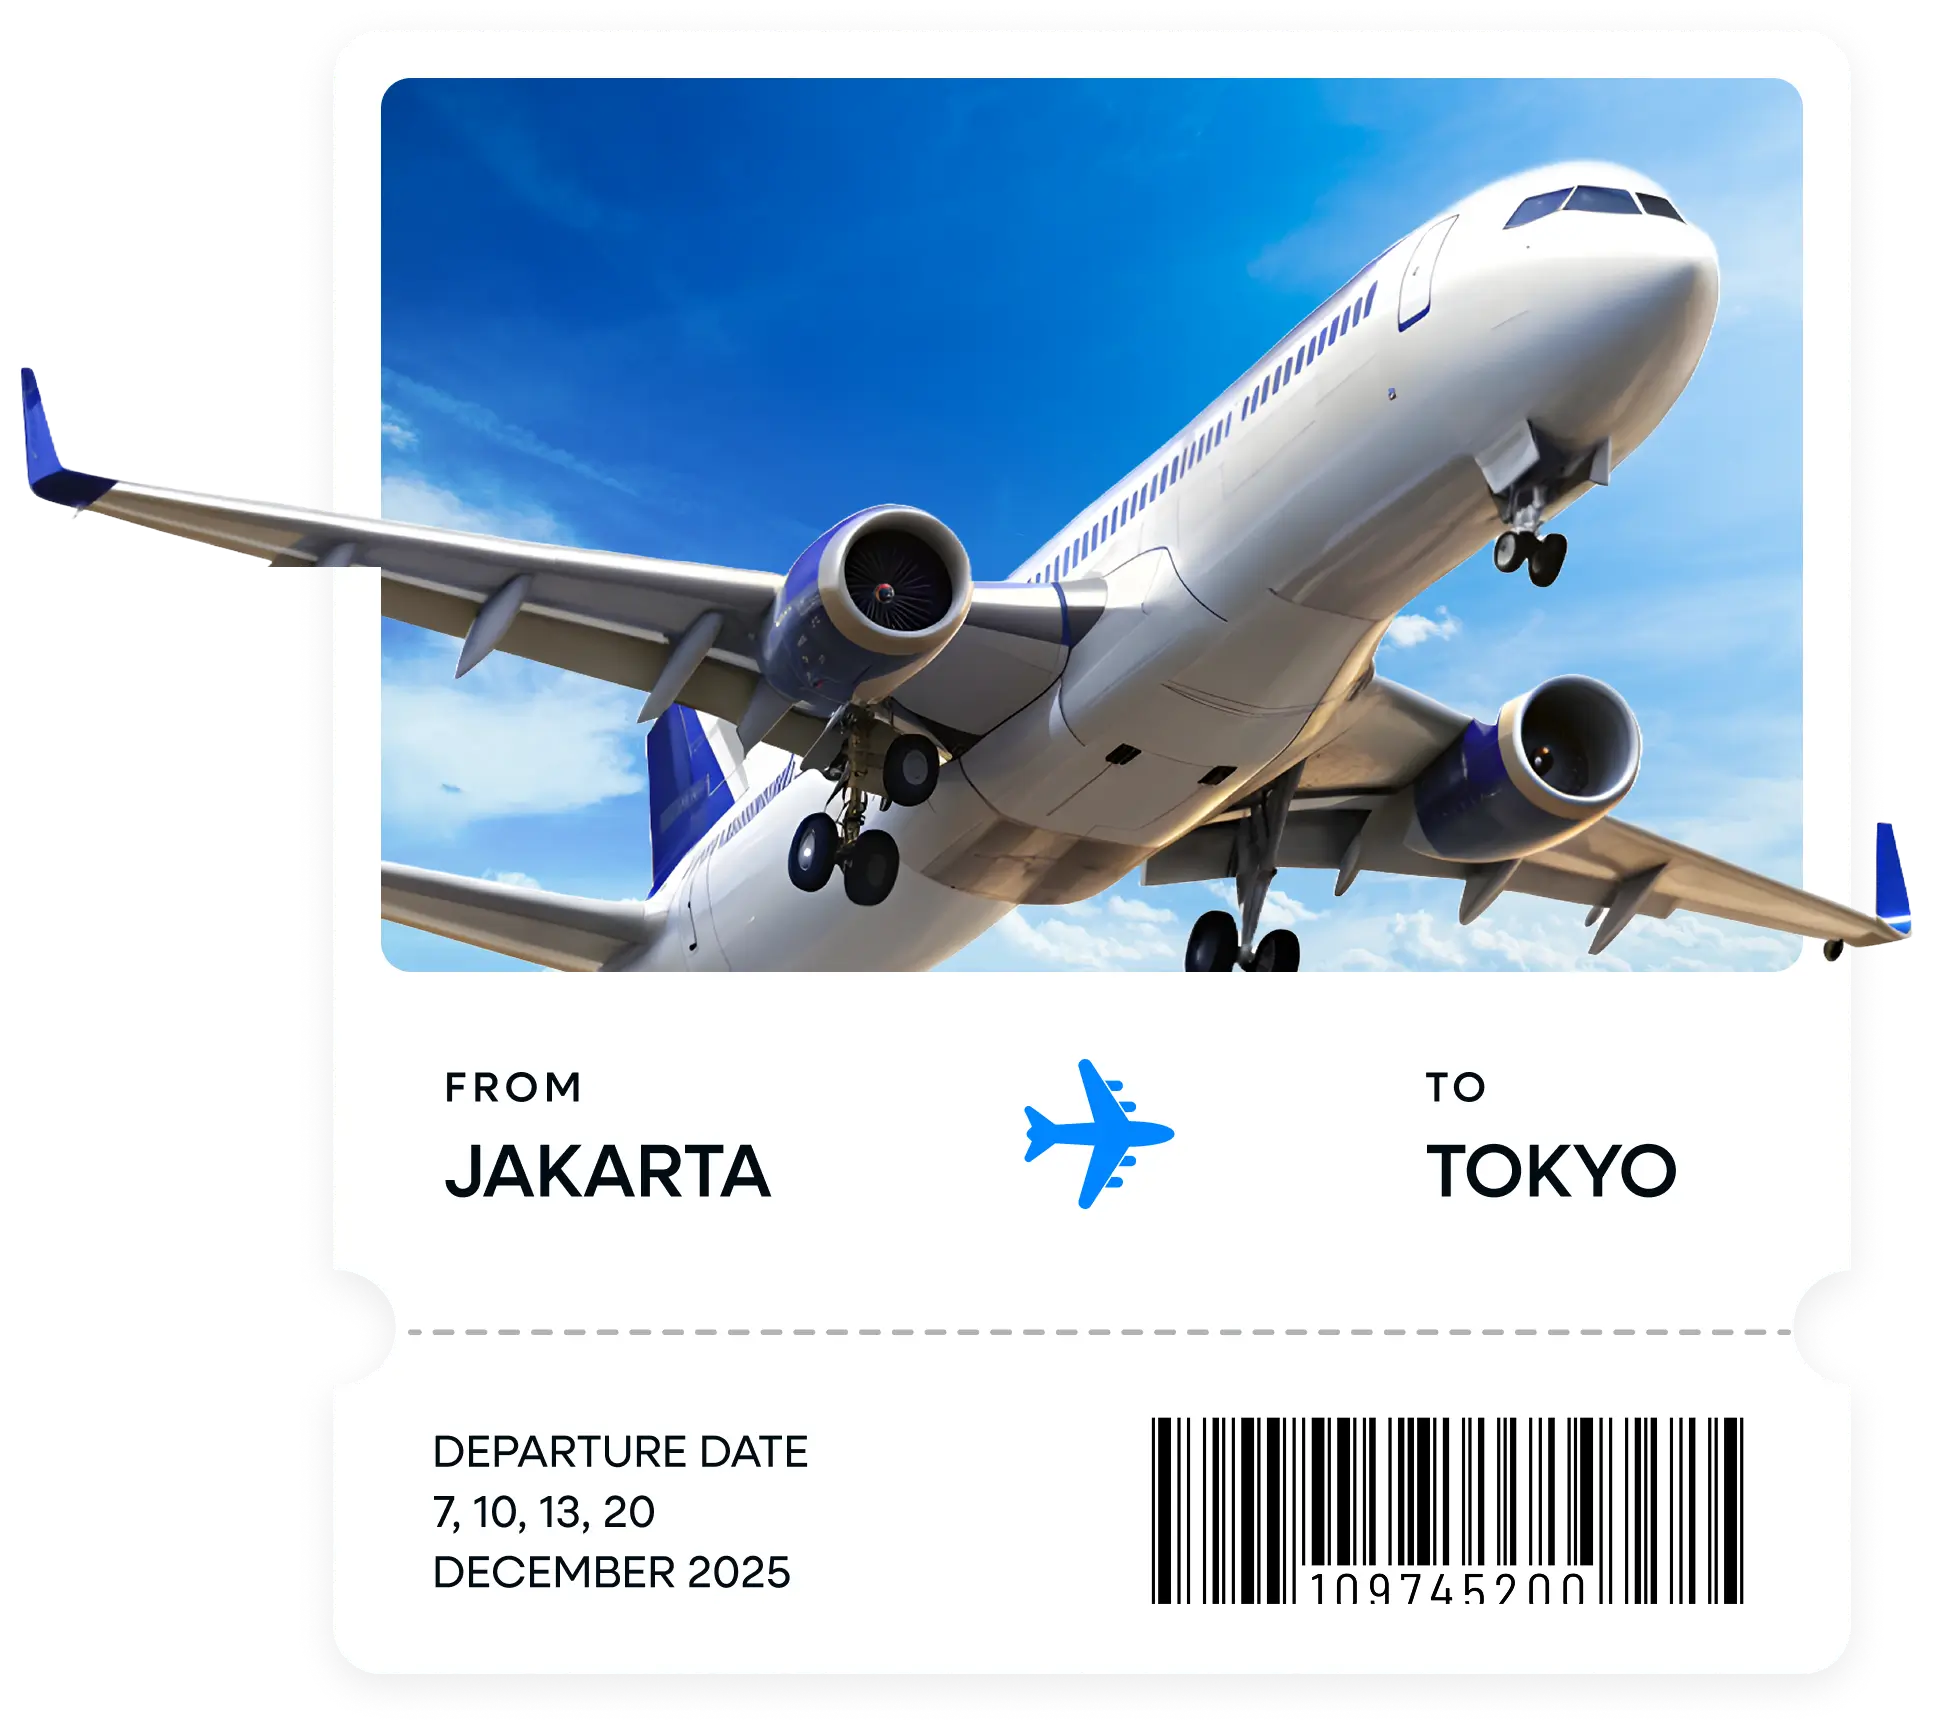 FROM
JAKARTA
TO
TOKYO
DEPARTURE DATE
7, 10, 13, 20
DECEMBER 2025
109745200